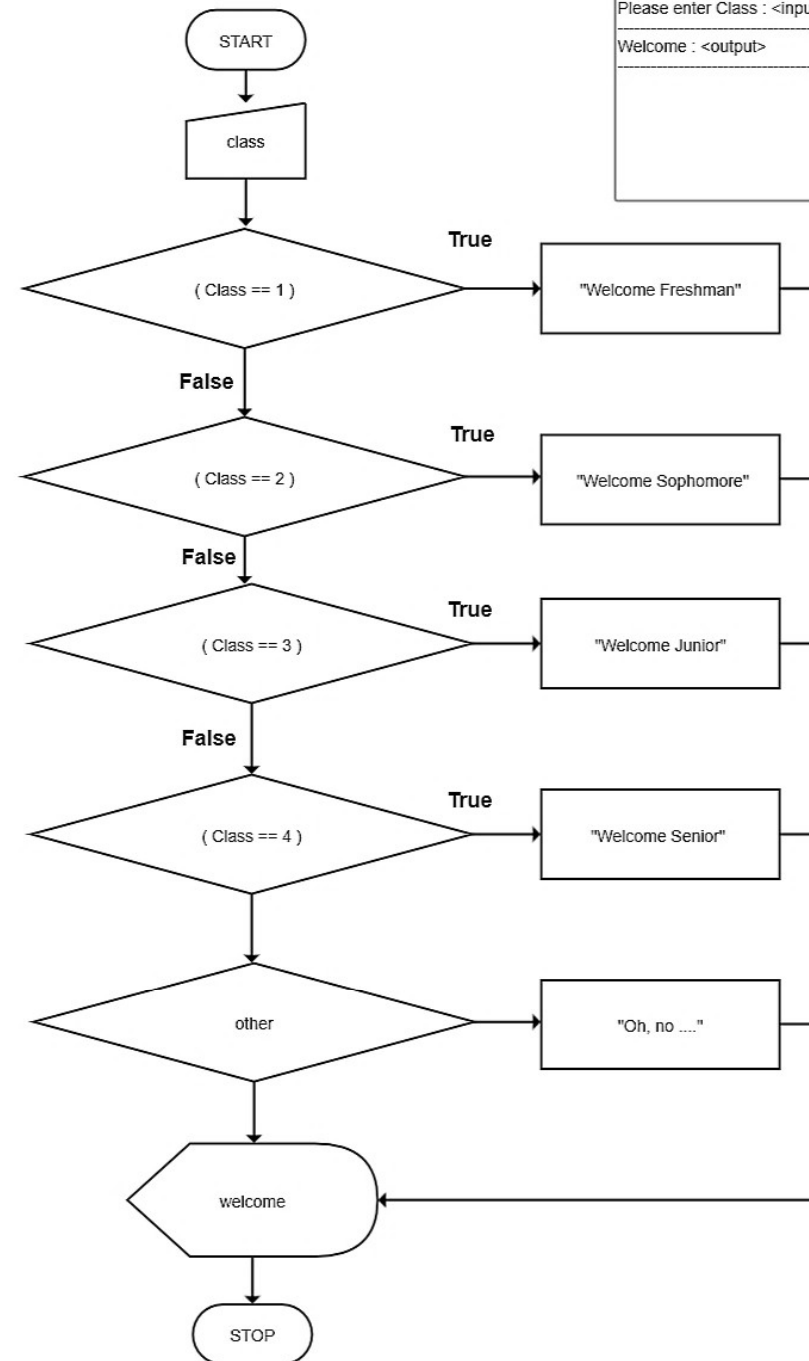 Please enter Class : <inpu
Welcome : <output>
START
class
( Class == 1 )
True
"Welcome Freshman"
False
( Class == 2 )
True
"Welcome Sophomore"
False
( Class == 3 )
True
"Welcome Junior"
False
( Class == 4 )
True
"Welcome Senior"
other
"Oh, no ...."
welcome
STOP